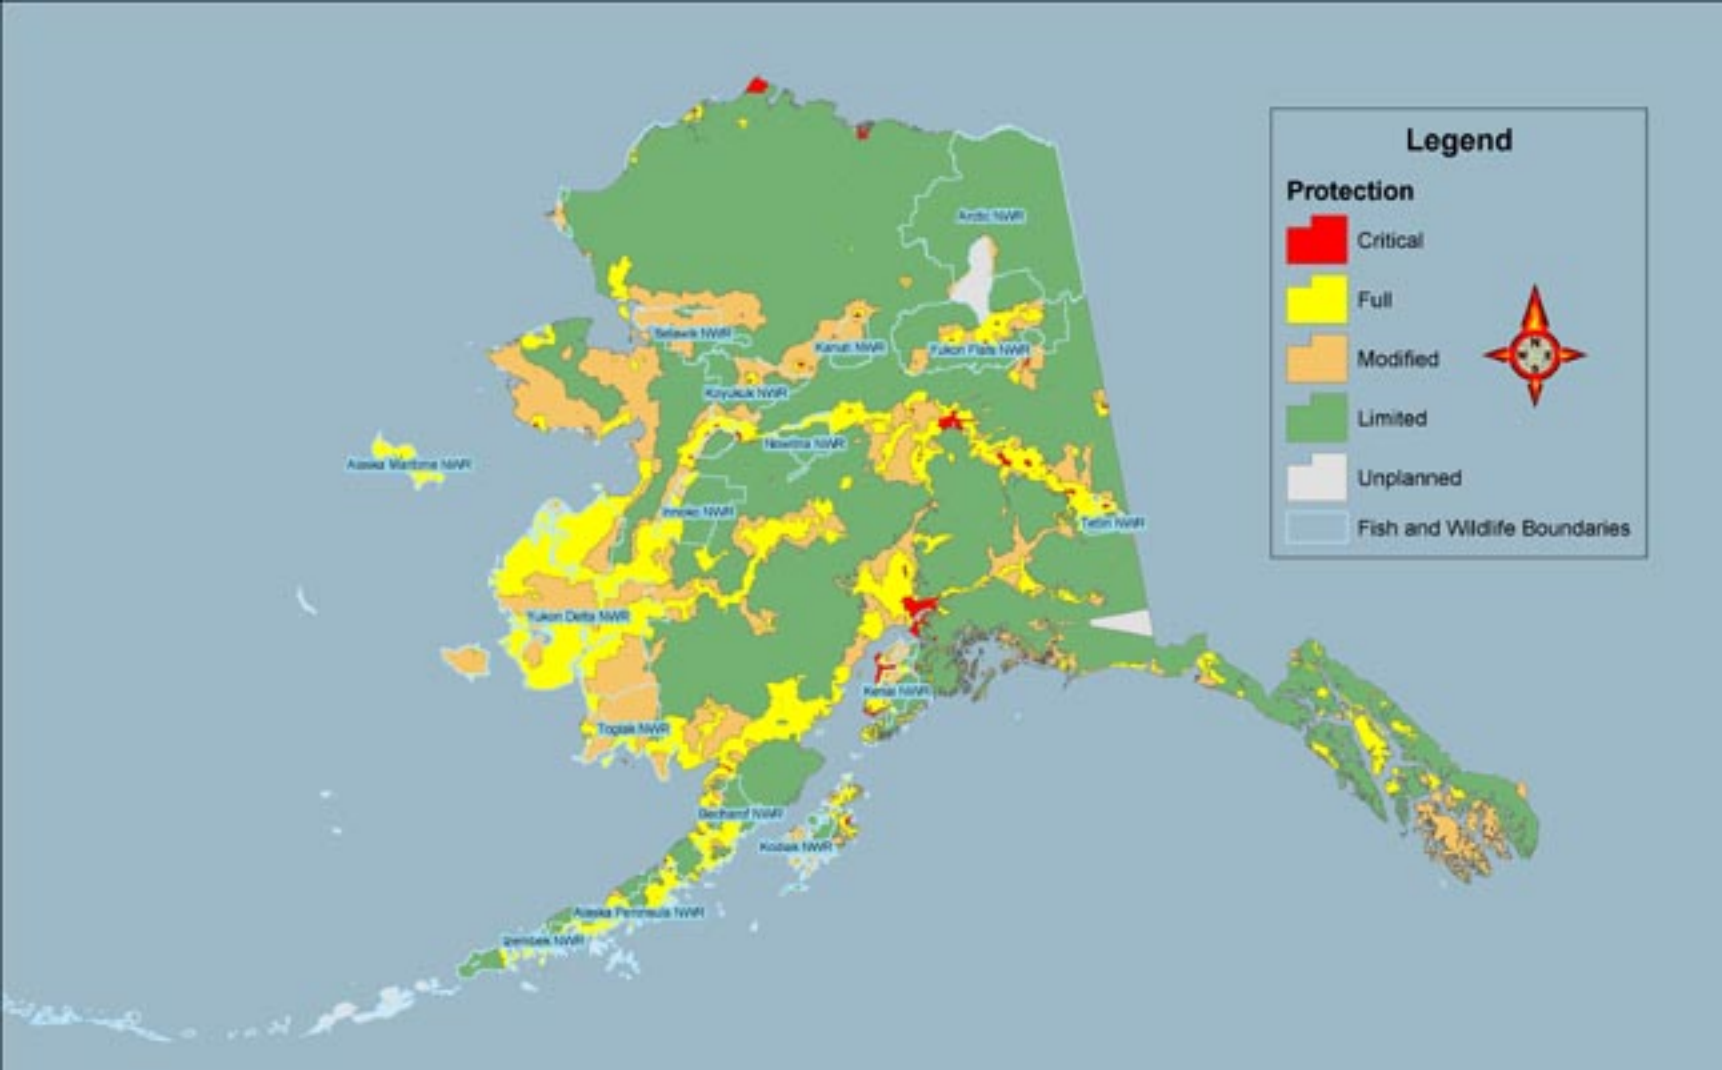 Legend
Protection
Critical
Full
Modified
Limited
Unplanned
Fish and Wildlife Boundaries
N
Arctic NWR
Selawik NWR
Kanuti NWR
Yukon Flats NWR
Koyukuk NWR
Nowitna NWR
Alaska Maritime NWR
Innoko NWR
Tetlin NWR
Yukon Delta NWR
Kenai NWR
Togiak NWR
Becharof NWR
Kodiak NWR
Alaska Peninsula NWR
Izembek NWR